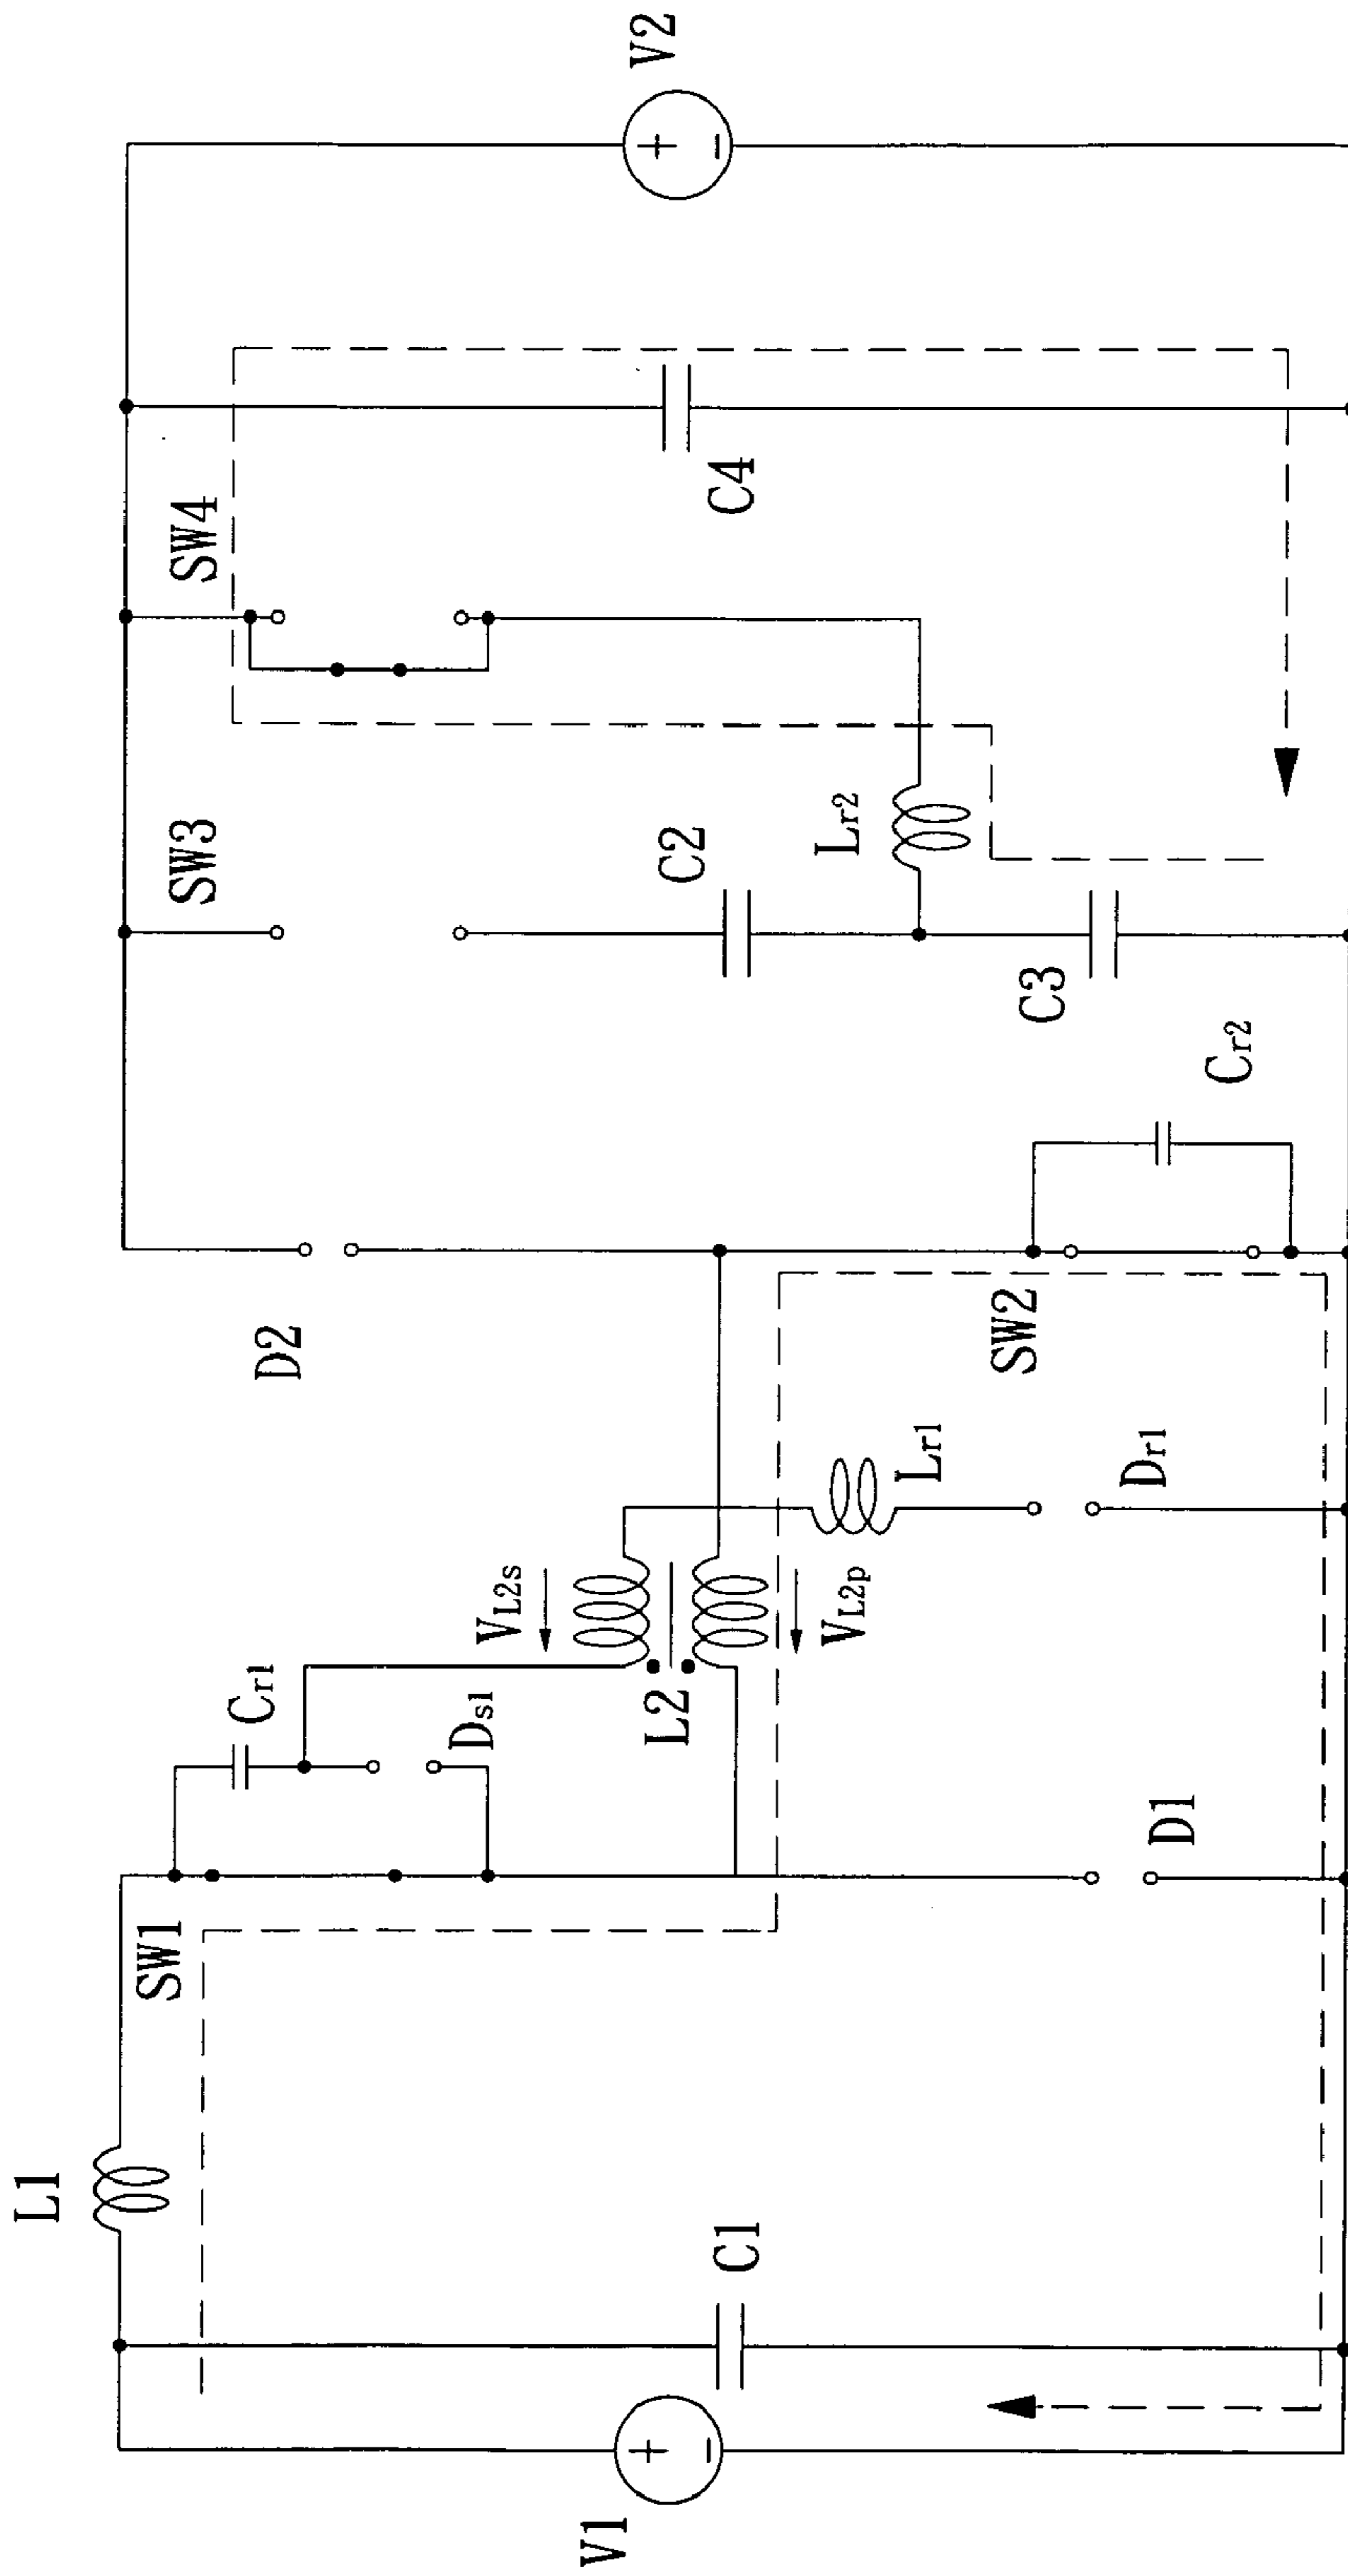 L1
SW1
Cr1
Ds1
VL2s
L2
VL2p
Lr1
Dr1
D1
C1
V1
+
-
D2
SW2
Cr2
SW3
C2
C3
Lr2
SW4
C4
V2
+
-